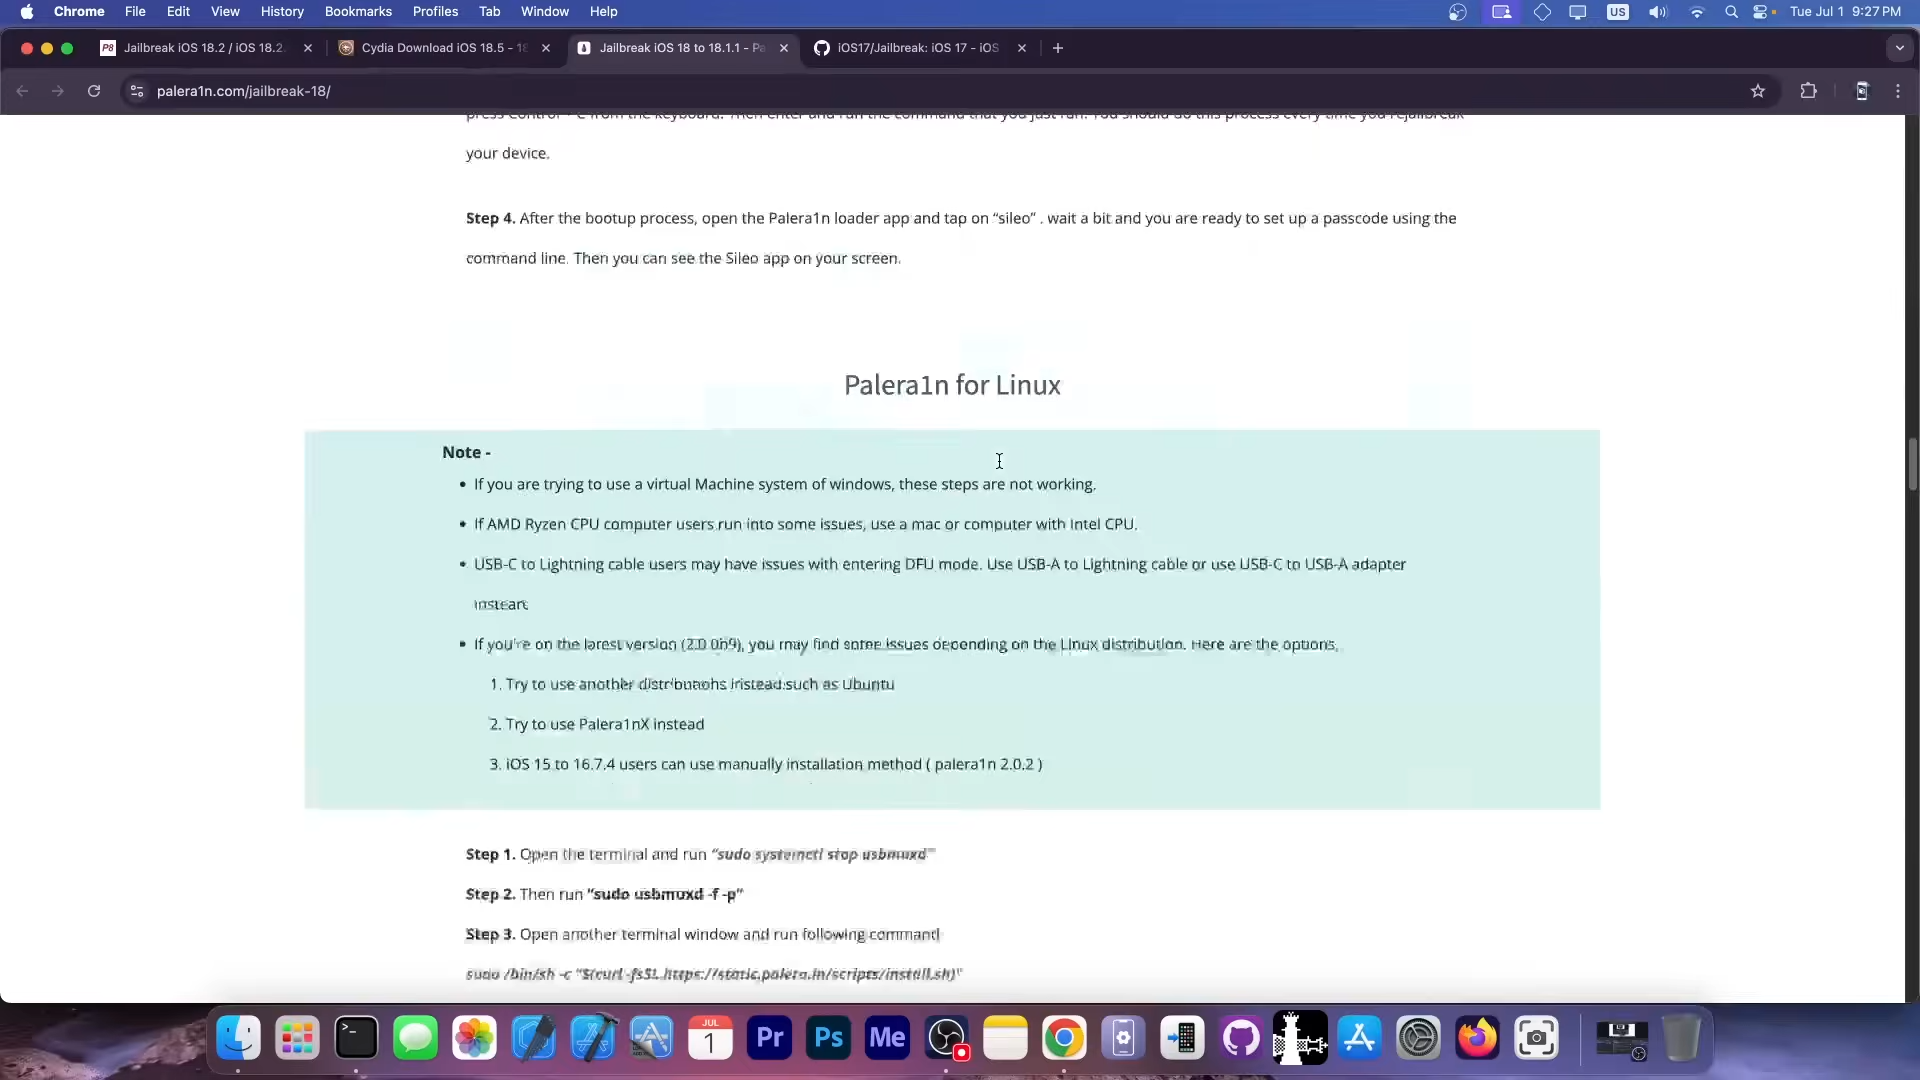 Chrome File Edit View History Bookmarks Profiles Tab Window Help US Tue Jul 1 9:27 PM
P8 Jailbreak iOS 18.2 / iOS 18.2. Cydia Download iOS 18.5 - 18 Jailbreak iOS 18 to 18.1.1 - Pa iOS17/Jailbreak: iOS 17 - iOS
palera1n.com/jailbreak-18/
press Control + C from the keyboard. Then enter and run the command that you just run. You should do this process every time you rejailbreak
your device.
Step 4. After the bootup process, open the Palera1n loader app and tap on “sileo” . wait a bit and you are ready to set up a passcode using the
command line. Then you can see the Sileo app on your screen.
Palera1n for Linux
Note -
• If you are trying to use a virtual Machine system of windows, these steps are not working.
• If AMD Ryzen CPU computer users run into some issues, use a mac or computer with Intel CPU.
• USB-C to Lightning cable users may have issues with entering DFU mode. Use USB-A to Lightning cable or use USB-C to USB-A adapter
• If you're on the latest version you may find some issues depending on the Linux distribution. Here are the options,
1. Try to use another distributions instead such as Ubuntu
2. Try to use Palera1nX instead
3. iOS 15 to 16.7.4 users can use manually installation method ( palera1n 2.0.2 )
Step 1. Open the terminal and run “sudo systemctl stop usbmuxd”
Step 2. Then run “sudo usbmuxd -f -p”
Step 3. Open another terminal window and run following command
sudo /bin/sh -c "$(curl -fsSL https://static.palera.in/scripts/install.sh)"
JUL
1
Pr Ps Me